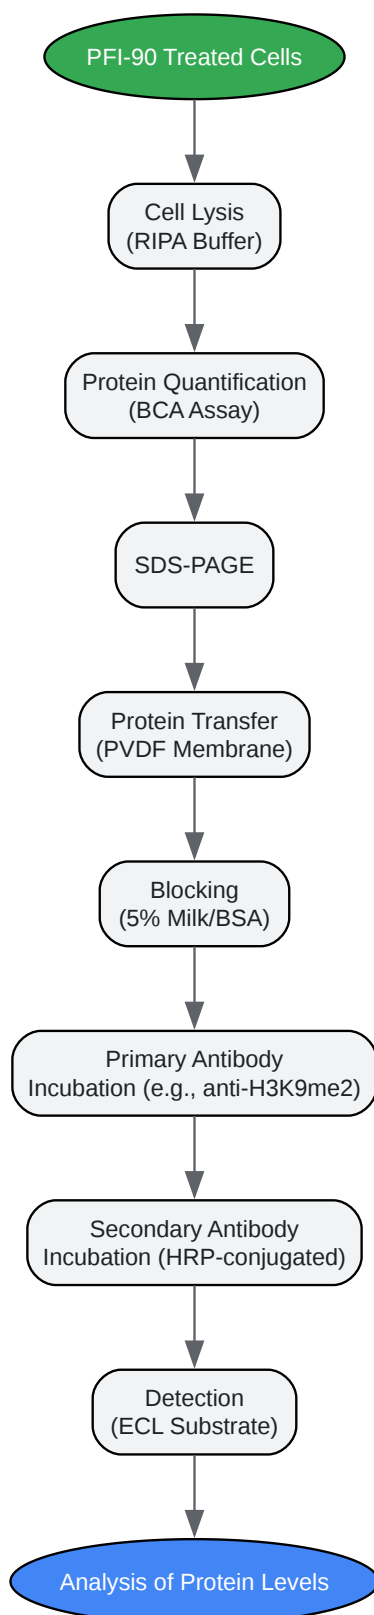 PFI-90 Treated Cells
Cell Lysis
(RIPA Buffer)
Protein Quantification
(BCA Assay)
SDS-PAGE
Protein Transfer
(PVDF Membrane)
Blocking
(5% Milk/BSA)
Primary Antibody
Incubation (e.g., anti-H3K9me2)
Secondary Antibody
Incubation (HRP-conjugated)
Detection
(ECL Substrate)
Analysis of Protein Levels